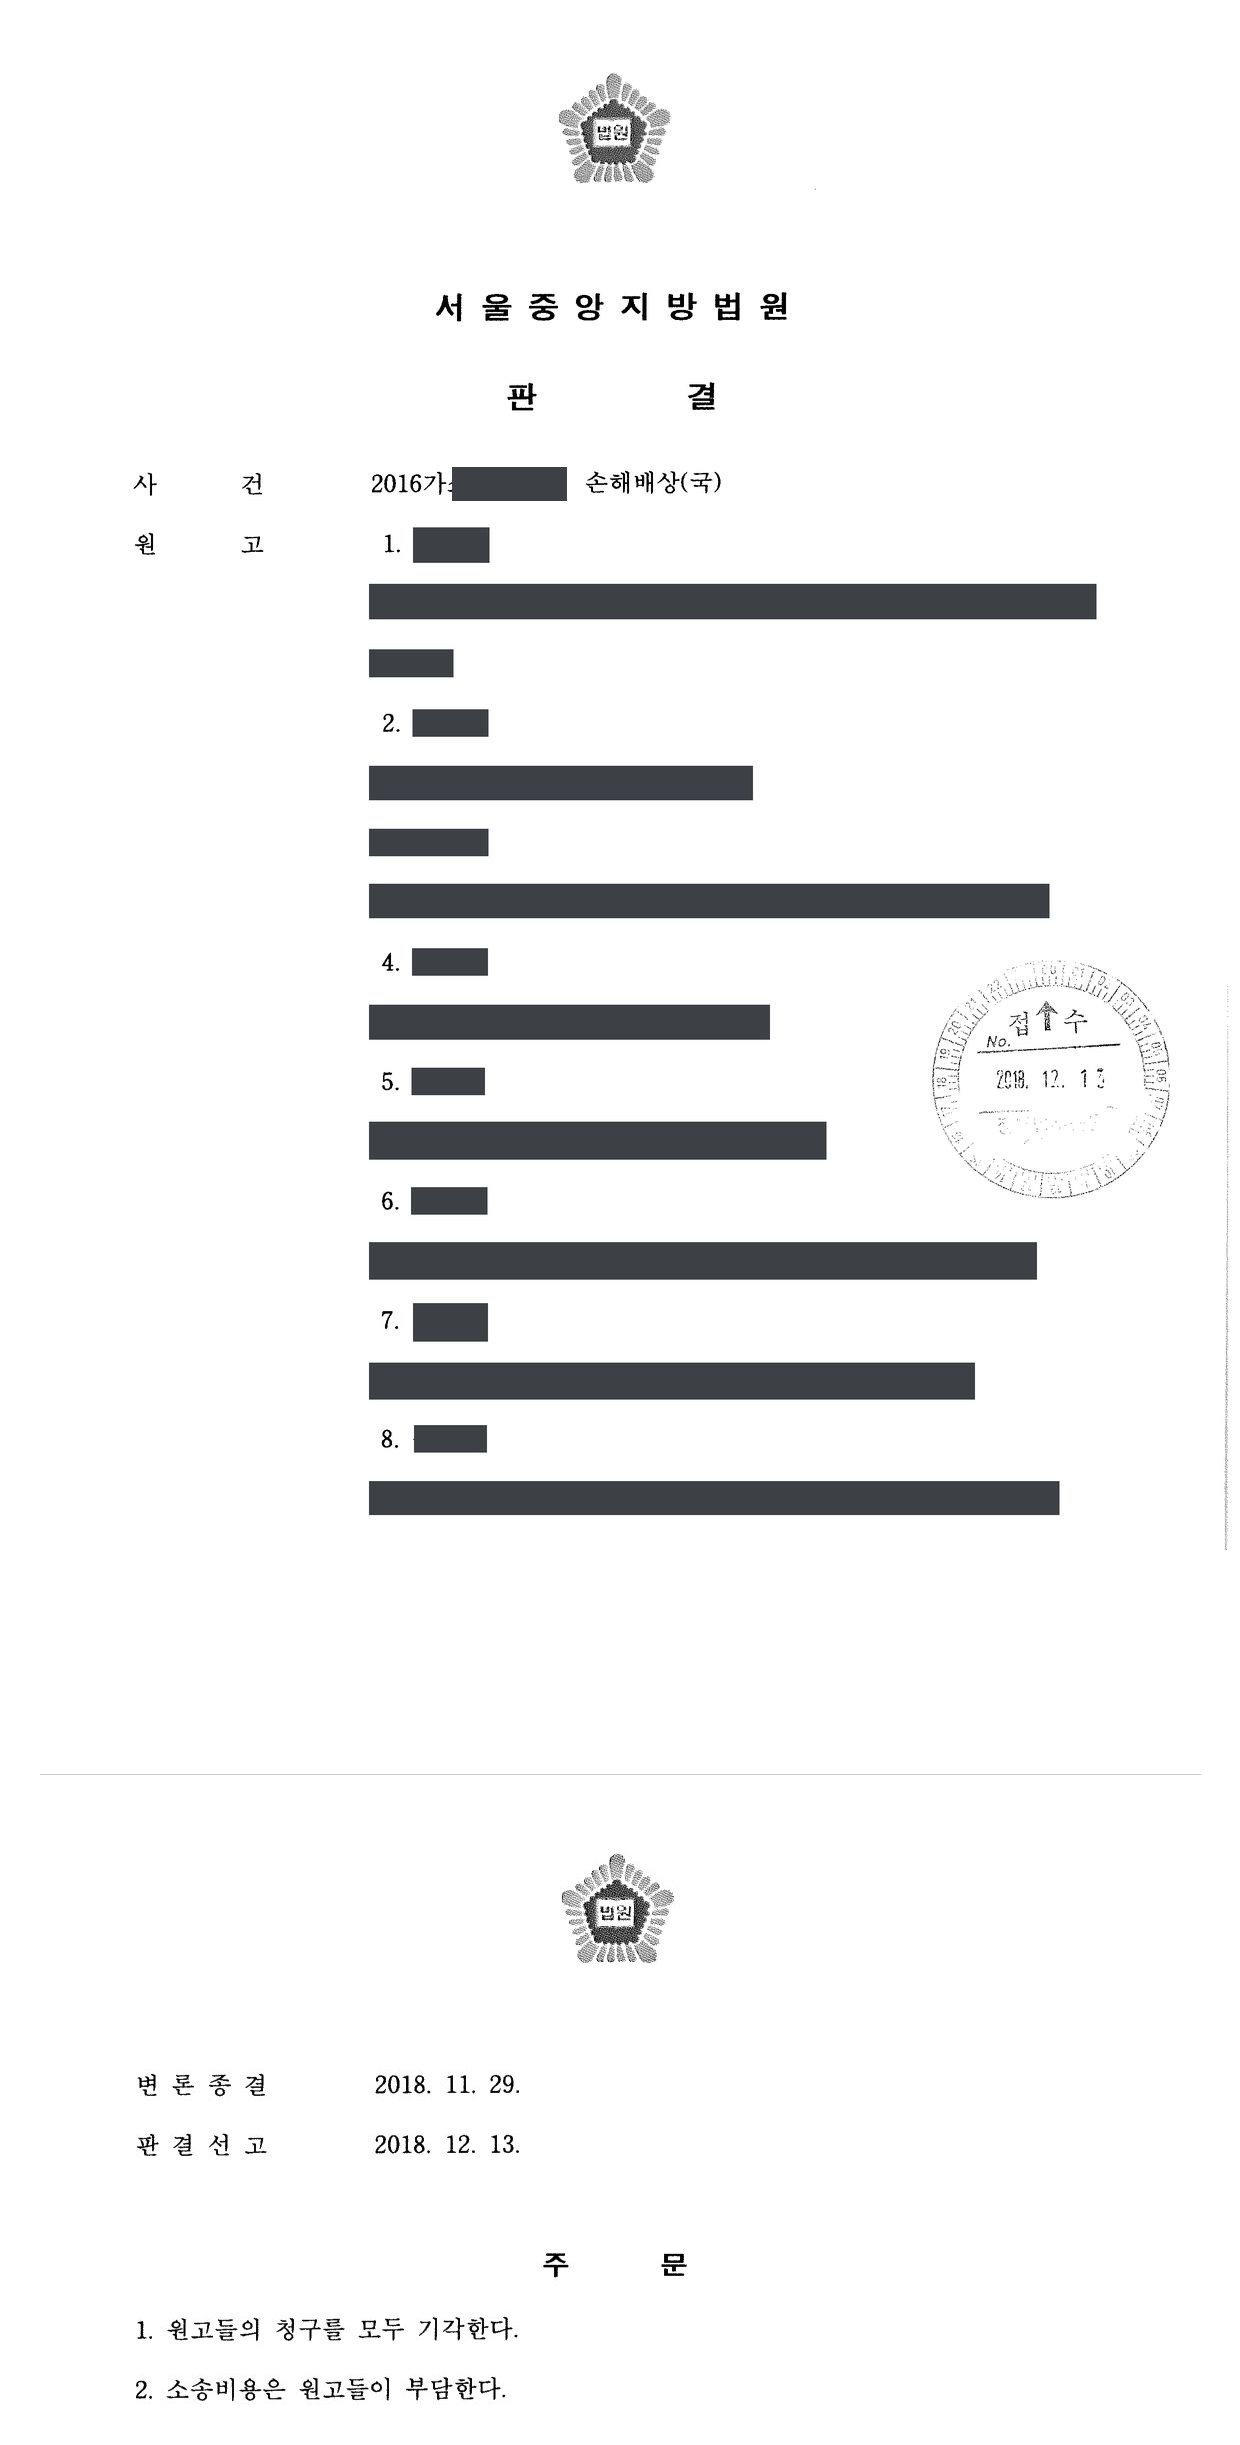 법원
서울중앙지방법원
판 결
사 건 2016가 손해배상(국)
원 고 1.
2.
4.
5.
6.
7.
8.
접 수
No.
2018. 12. 13
법원
변론종결 2018. 11. 29.
판결선고 2018. 12. 13.
주 문
1. 원고들의 청구를 모두 기각한다.
2. 소송비용은 원고들이 부담한다.